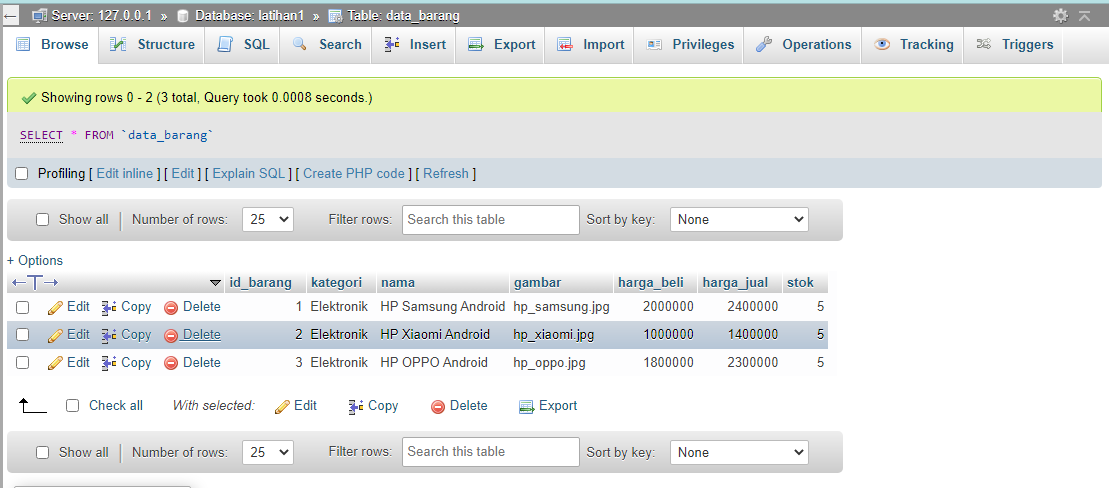 Server: 127.0.0.1 » Database: latihan1 » Table: data_barang
Browse Structure SQL Search Insert Export Import Privileges Operations Tracking Triggers
Showing rows 0 - 2 (3 total, Query took 0.0008 seconds.)
SELECT * FROM `data_barang`
Profiling [ Edit inline ] [ Edit ] [ Explain SQL ] [ Create PHP code ] [ Refresh ]
Show all Number of rows: 25 Filter rows: Search this table Sort by key: None
+ Options
←T→ id_barang kategori nama gambar harga_beli harga_jual stok
Edit Copy Delete 1 Elektronik HP Samsung Android hp_samsung.jpg 2000000 2400000 5
Edit Copy Delete 2 Elektronik HP Xiaomi Android hp_xiaomi.jpg 1000000 1400000 5
Edit Copy Delete 3 Elektronik HP OPPO Android hp_oppo.jpg 1800000 2300000 5
Check all With selected: Edit Copy Delete Export
Show all Number of rows: 25 Filter rows: Search this table Sort by key: None